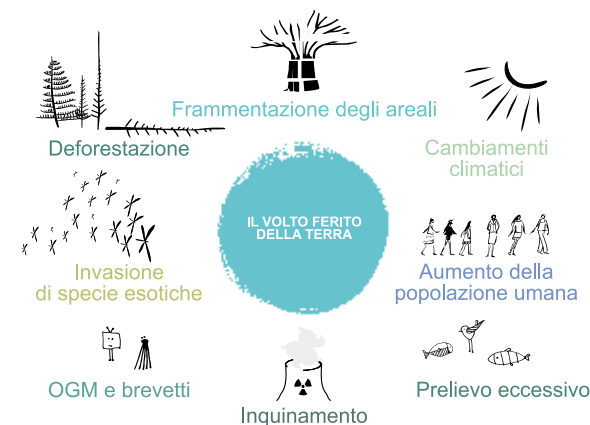 Frammentazione degli areali
Deforestazione
Cambiamenti
climatici
IL VOLTO FERITO
DELLA TERRA
Invasione
di specie esotiche
Aumento della
popolazione umana
OGM e brevetti
Prelievo eccessivo
Inquinamento